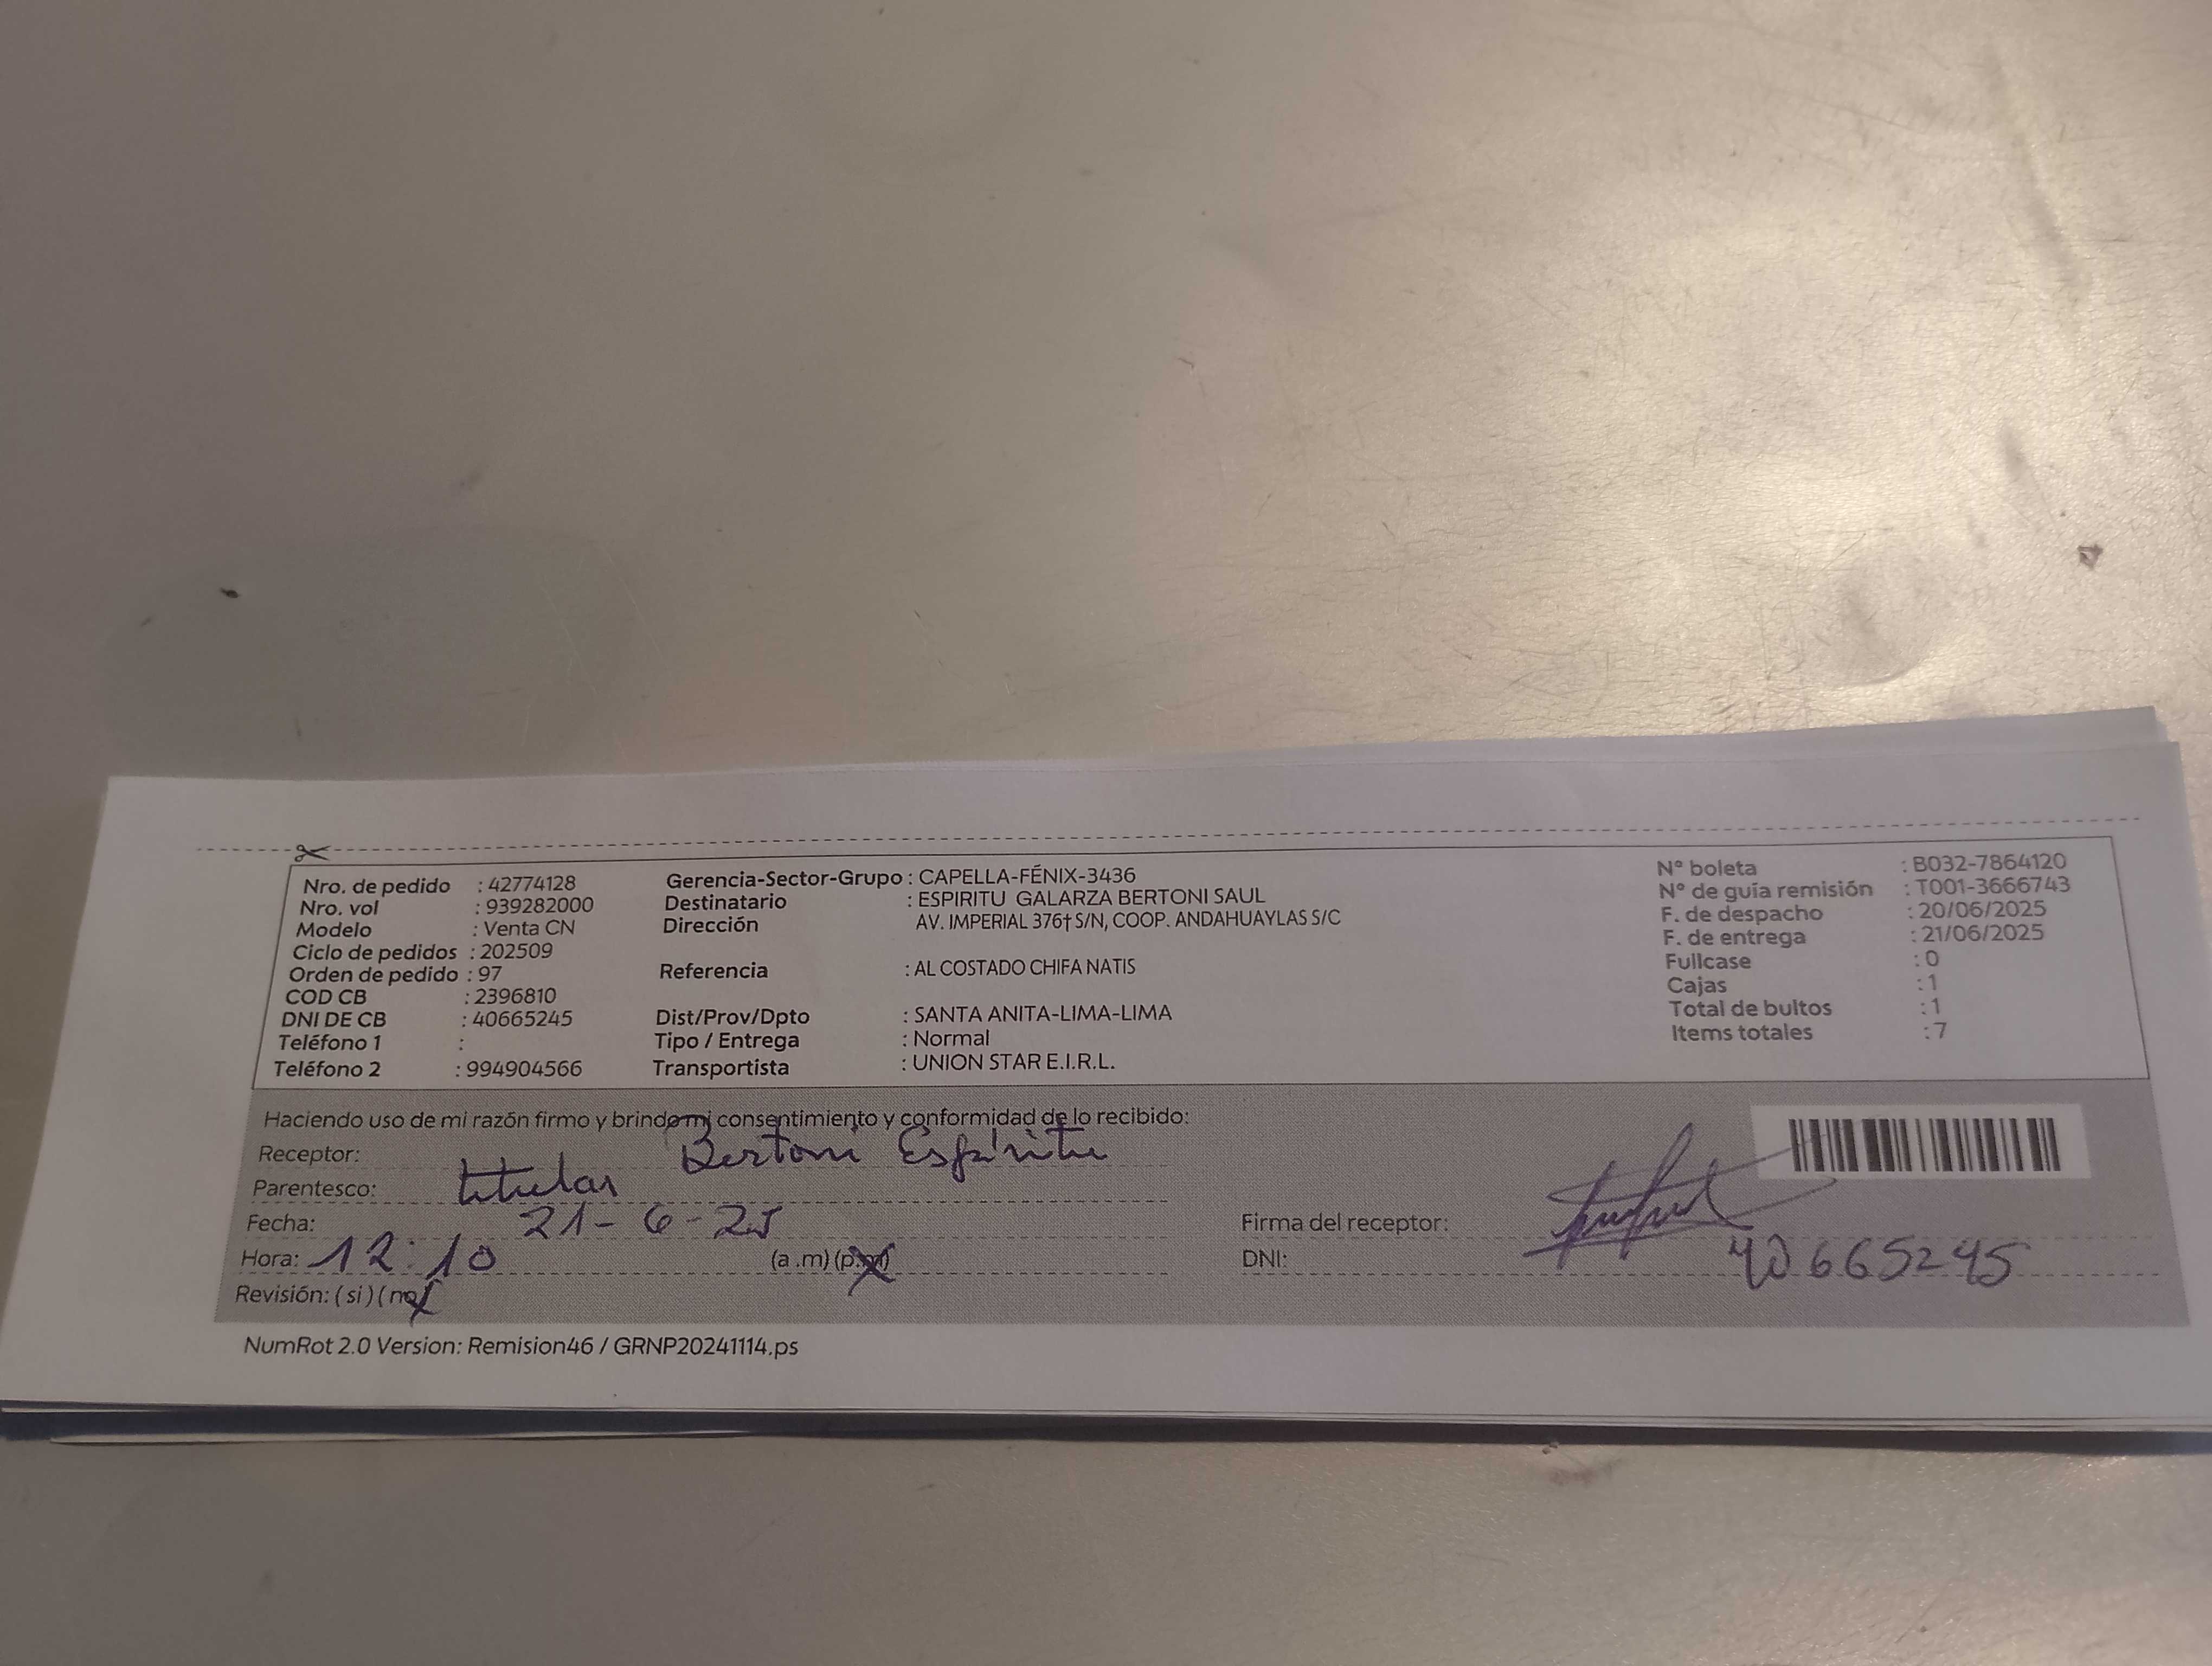 Nro. de pedido : 42774128 Gerencia-Sector-Grupo : CAPELLA-FÉNIX-3436 N° boleta : B032-7864120
Nro. vol : 939282000 Destinatario : ESPIRITU GALARZA BERTONI SAUL N° de guía remisión : T001-3666743
Modelo : Venta CN Dirección AV. IMPERIAL 376† S/N, COOP. ANDAHUAYLAS S/C F. de despacho : 20/06/2025
Ciclo de pedidos : 202509 F. de entrega : 21/06/2025
Orden de pedido : 97 Referencia : AL COSTADO CHIFA NATIS Fullcase : 0
COD CB : 2396810 Cajas : 1
DNI DE CB : 40665245 Dist/Prov/Dpto : SANTA ANITA-LIMA-LIMA Total de bultos : 1
Teléfono 1 : Tipo / Entrega : Normal Items totales : 7
Teléfono 2 : 994904566 Transportista : UNION STAR E.I.R.L.
Haciendo uso de mi razón firmo y brindo mi consentimiento y conformidad de lo recibido:
Receptor: Bertoni Espíritu
Parentesco: titular
Fecha: 21-6-25 Firma del receptor:
Hora: 12:10 (a.m) (p.m) DNI: 40665245
Revisión: (si) (no)
NumRot 2.0 Version: Remision46 / GRNP20241114.ps